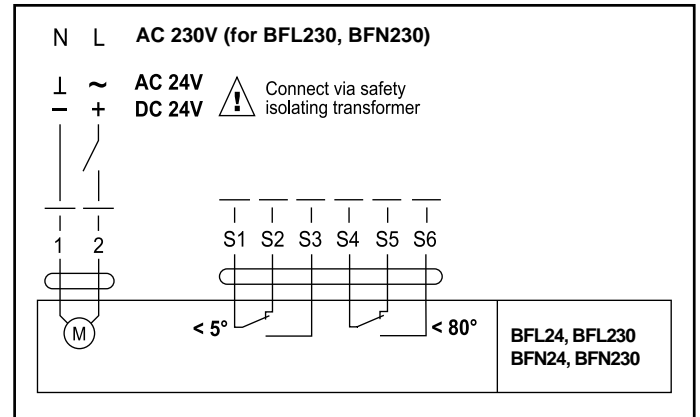 N L AC 230V (for BFL230, BFN230)
⊥ ~ AC 24V
− + DC 24V
! Connect via safety
isolating transformer
1 2 S1 S2 S3 S4 S5 S6
M < 5° < 80°
BFL24, BFL230
BFN24, BFN230